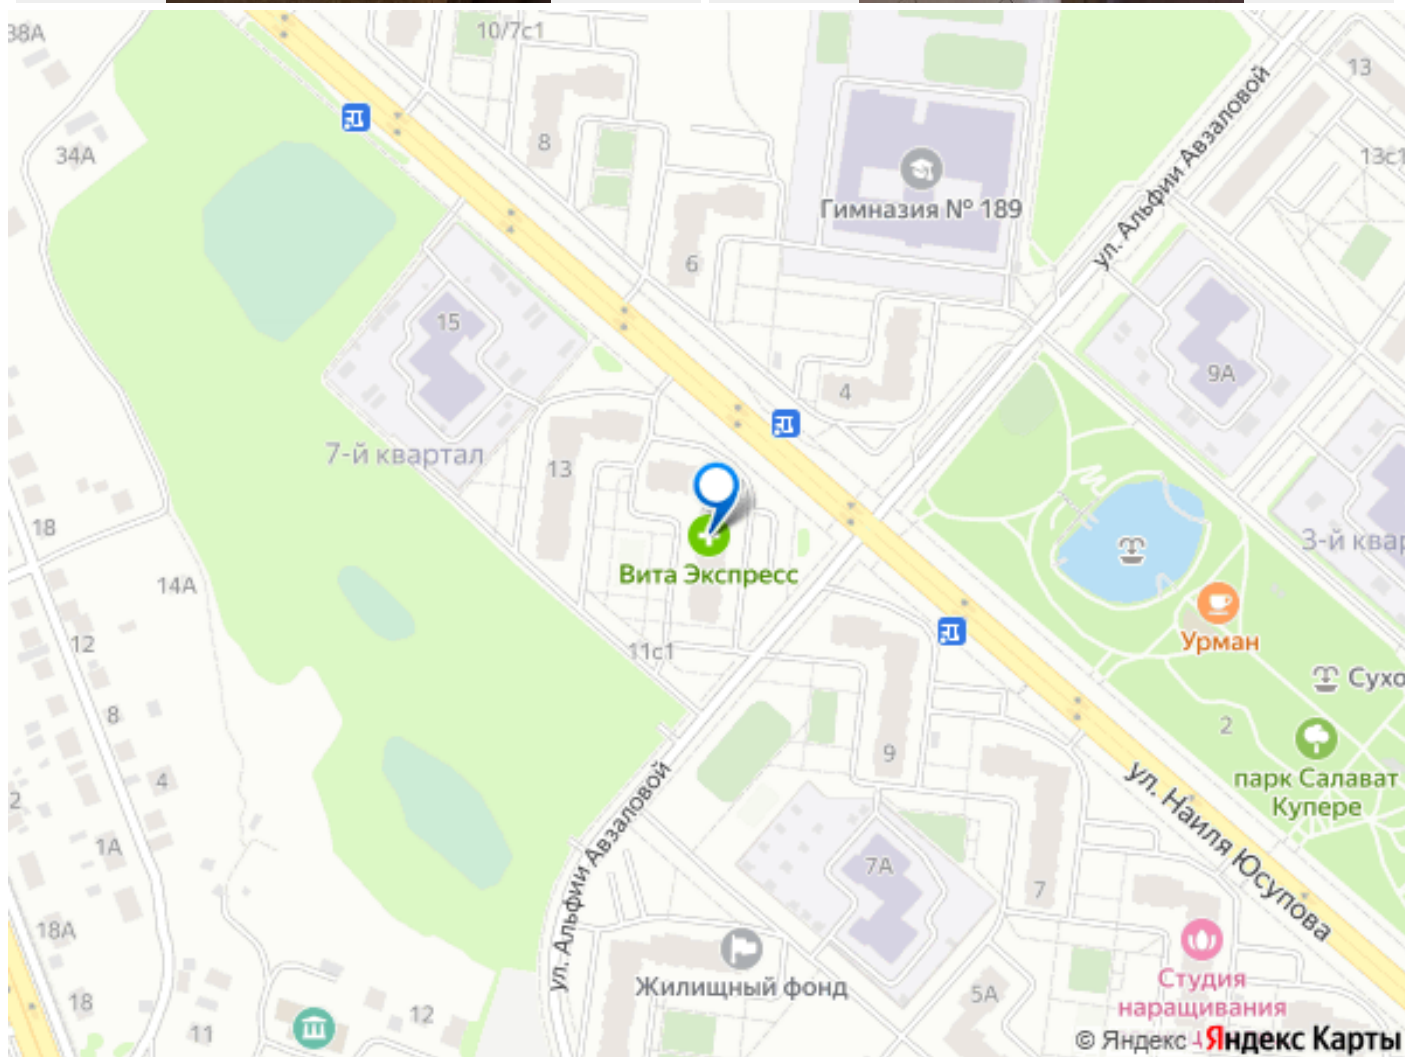 38А
10/7с1
13
34А
8
13с1
Гимназия № 189
ул. Альфии Авзаловой
6
15
9А
4
7-й квартал
13
18
3-й квар
Вита Экспресс
14А
Урман
12
11с1
Сухо
8
2
9
4
парк Салават
Купере
2
ул. Наиля Юсупова
ул. Альфии Авзаловой
1А
7А
7
18А
Жилищный фонд
Студия
наращивания
5А
18
12
11
© Яндекс
Яндекс Карты